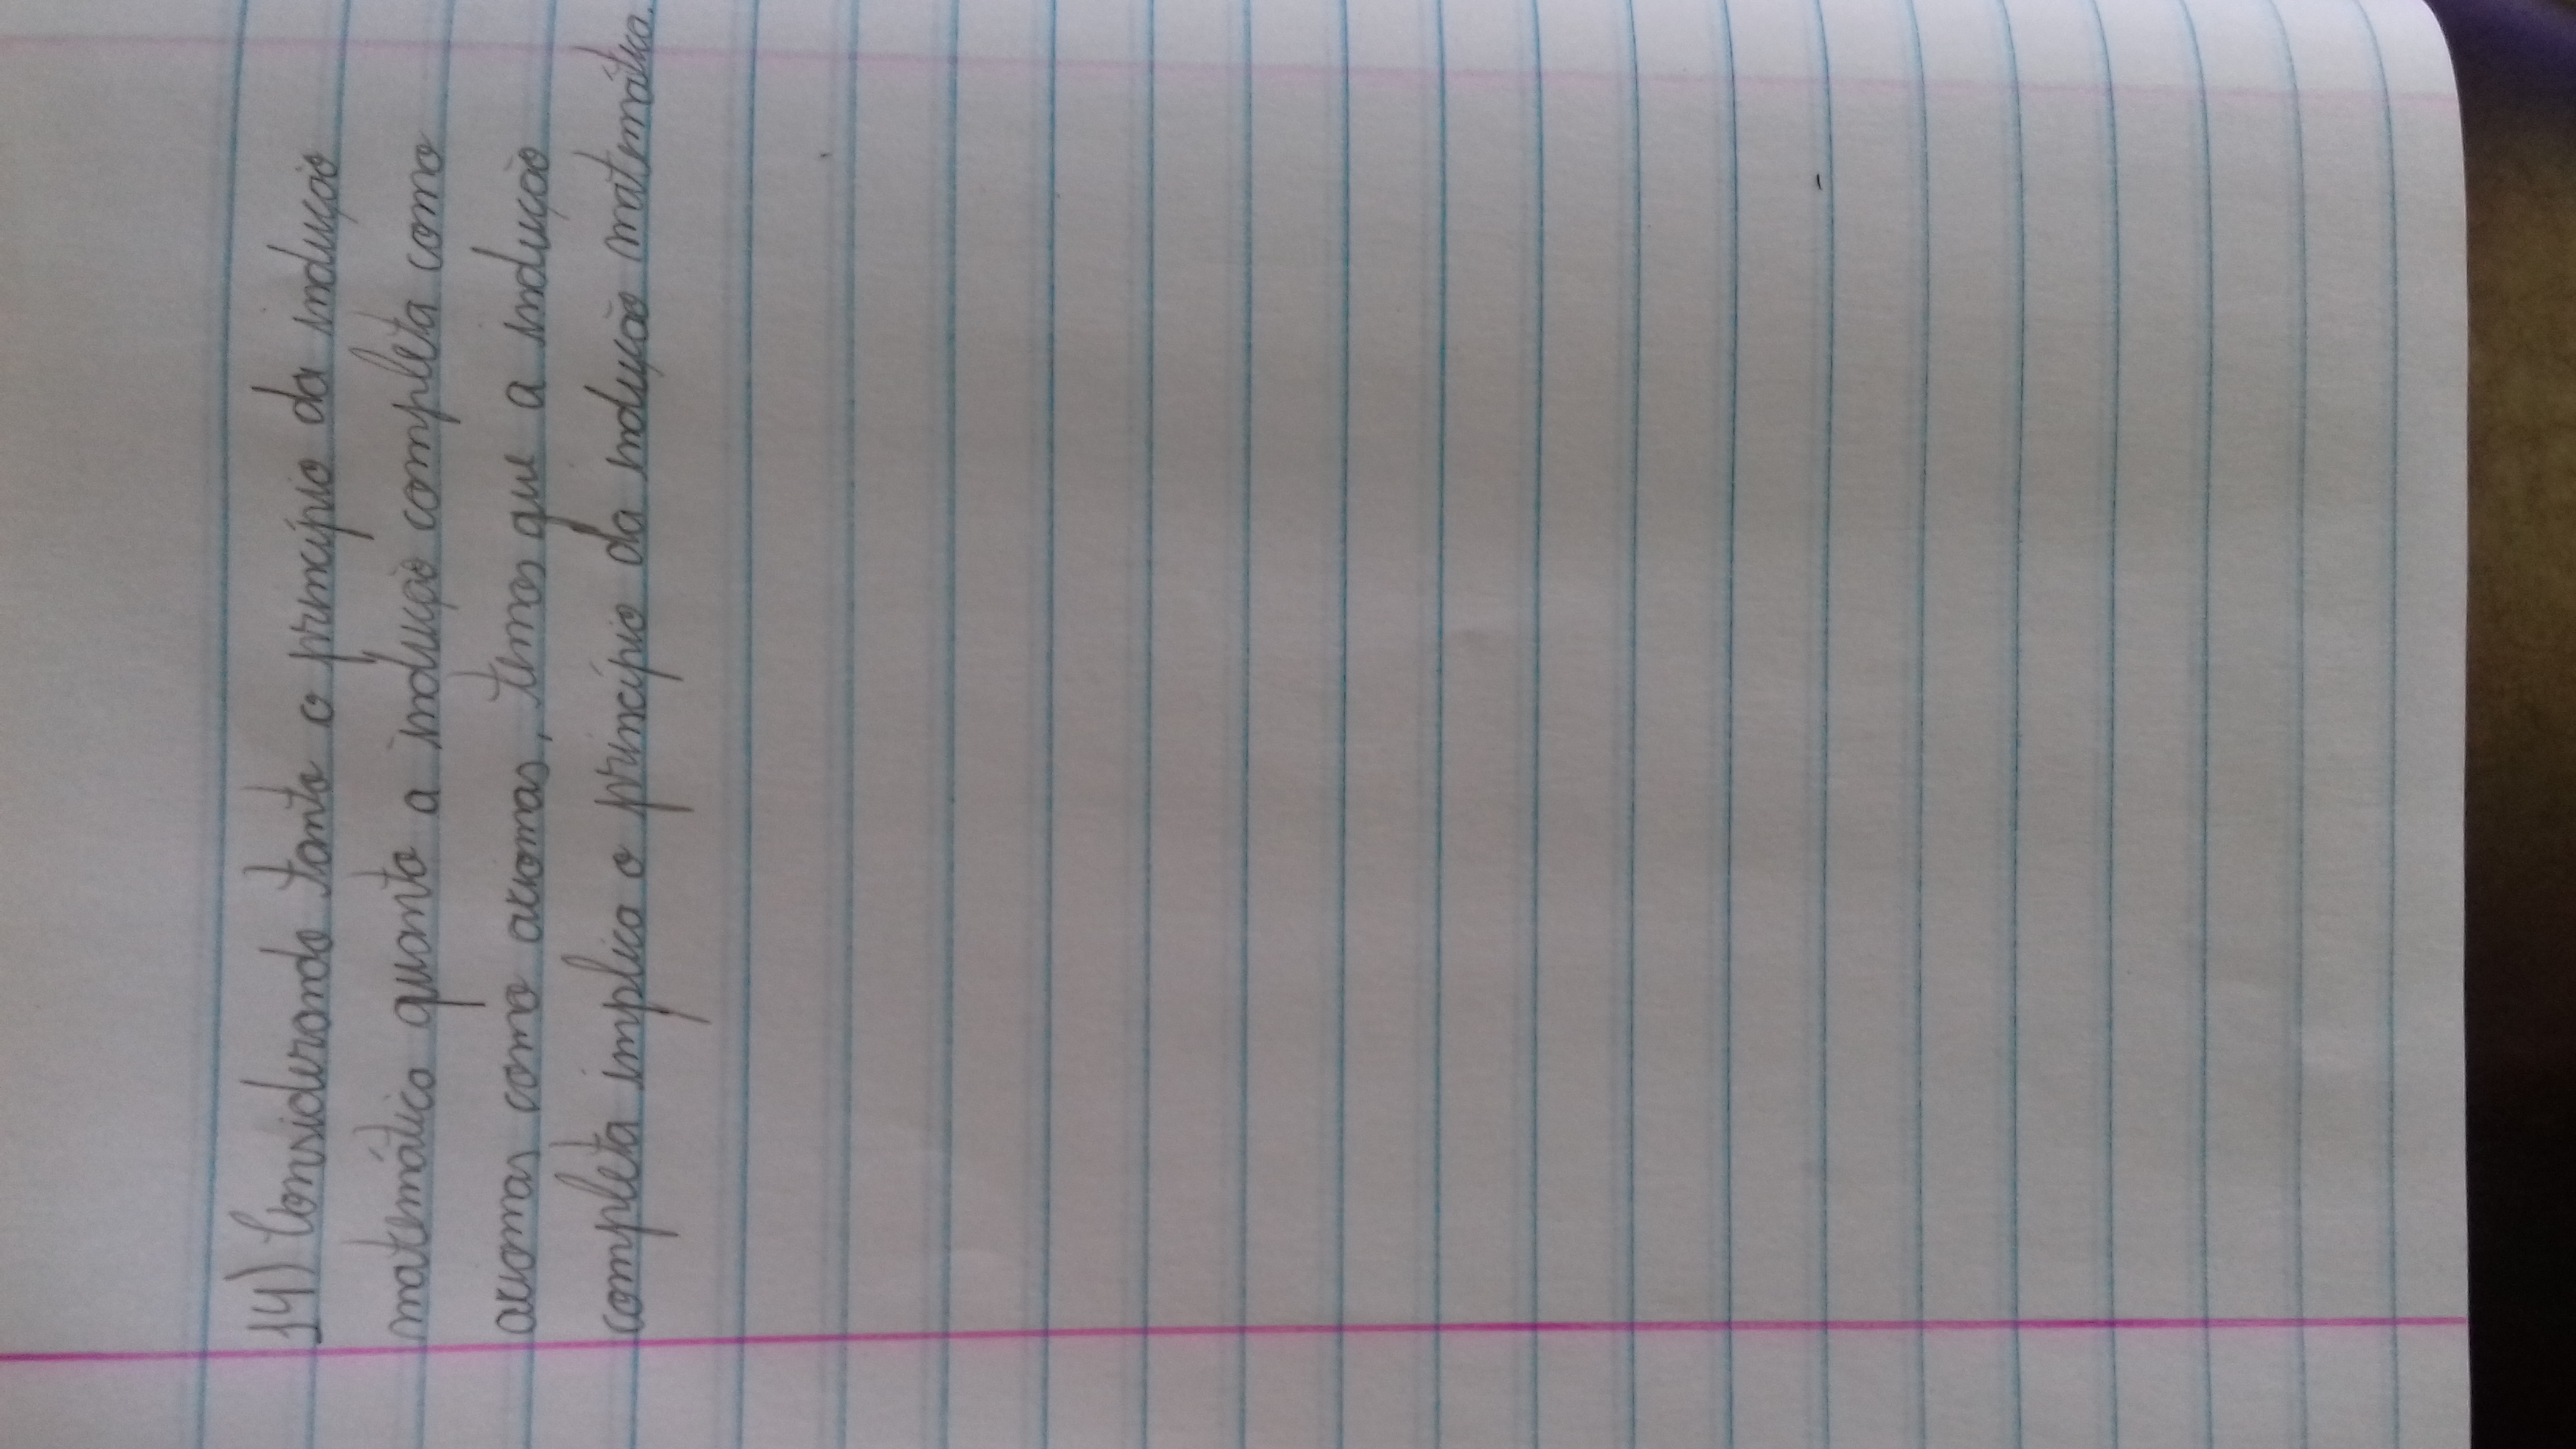 14) Considerando tanto o princípio da indução
matemática quanto a indução completa como
axiomas como axiomas, temos que a indução
completa implica o princípio da indução matemática.